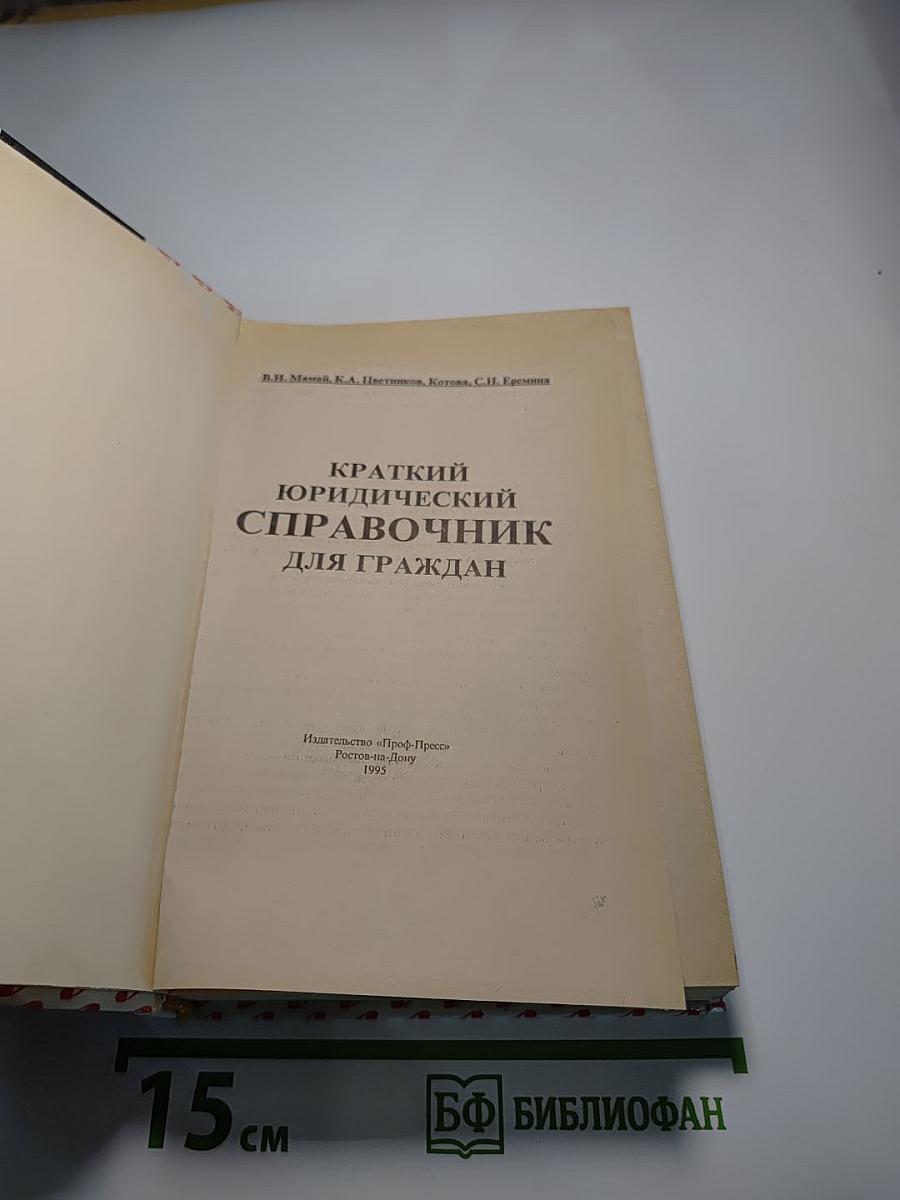 В.И. Мамай, К.А. Цветников, Котова, С.Н. Еремина
КРАТКИЙ
ЮРИДИЧЕСКИЙ
СПРАВОЧНИК
ДЛЯ ГРАЖДАН
Издательство «Проф-Пресс»
Ростов-на-Дону
1995
15 см
БФ БИБЛИОФАН